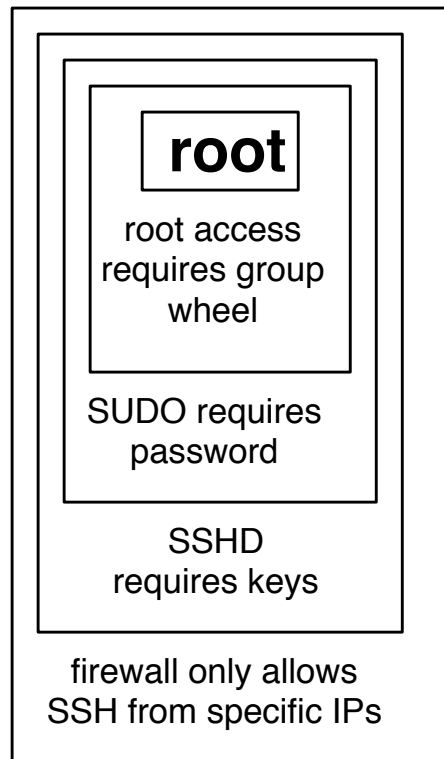 root
root access
requires group
wheel
SUDO requires
password
SSHD
requires keys
firewall only allows
SSH from specific IPs